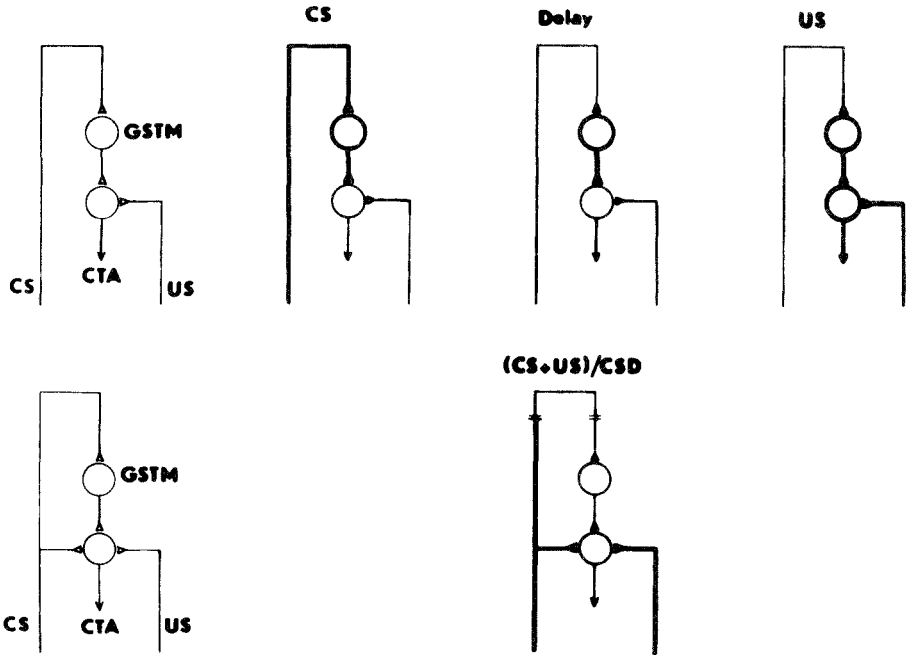 CS
Delay
US
GSTM
CTA
CS
US
(CS+US)/CSD
GSTM
CS
CTA
US